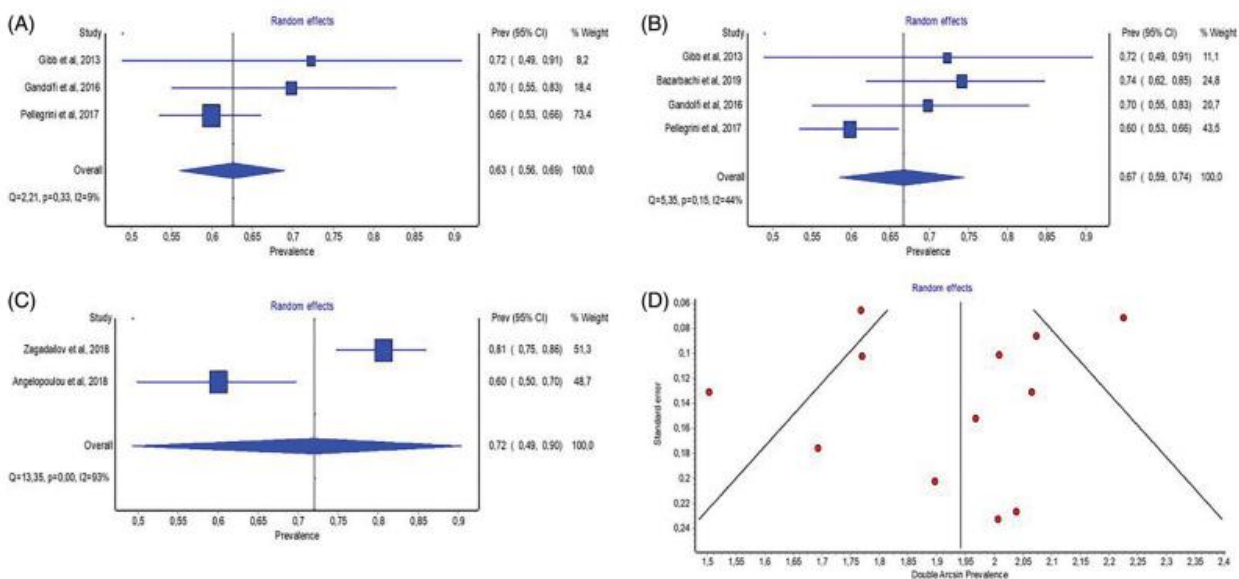 (A)
Random effects
Study Prev (95% CI) % Weight
Gibb et al, 2013 0,72 ( 0,49, 0,91) 8,2
Gandolfi et al, 2016 0,70 ( 0,55, 0,83) 18,4
Pellegrini et al, 2017 0,60 ( 0,53, 0,66) 73,4
Overall 0,63 ( 0,56, 0,69) 100,0
Q=2,21, p=0,33, I2=9%
0,5 0,55 0,6 0,65 0,7 0,75 0,8 0,85 0,9
Prevalence
(B)
Random effects
Study Prev (95% CI) % Weight
Gibb et al, 2013 0,72 ( 0,49, 0,91) 11,1
Bazarbachi et al, 2019 0,74 ( 0,62, 0,85) 24,8
Gandolfi et al, 2016 0,70 ( 0,55, 0,83) 20,7
Pellegrini et al, 2017 0,60 ( 0,53, 0,66) 43,5
Overall 0,67 ( 0,59, 0,74) 100,0
Q=5,35, p=0,15, I2=44%
0,5 0,55 0,6 0,65 0,7 0,75 0,8 0,85 0,9
Prevalence
(C)
Random effects
Study Prev (95% CI) % Weight
Zagadailov et al, 2018 0,81 ( 0,75, 0,86) 51,3
Angelopoulou et al, 2018 0,60 ( 0,50, 0,70) 48,7
Overall 0,72 ( 0,49, 0,90) 100,0
Q=13,35, p=0,00, I2=93%
0,5 0,55 0,6 0,65 0,7 0,75 0,8 0,85 0,9
Prevalence
(D)
Random effects
0,06
0,08
0,1
0,12
0,14
0,16
0,18
0,2
0,22
0,24
Standard error
1,5 1,55 1,6 1,65 1,7 1,75 1,8 1,85 1,9 1,95 2 2,05 2,1 2,15 2,2 2,25 2,3 2,35 2,4
Double Arcsin Prevalence